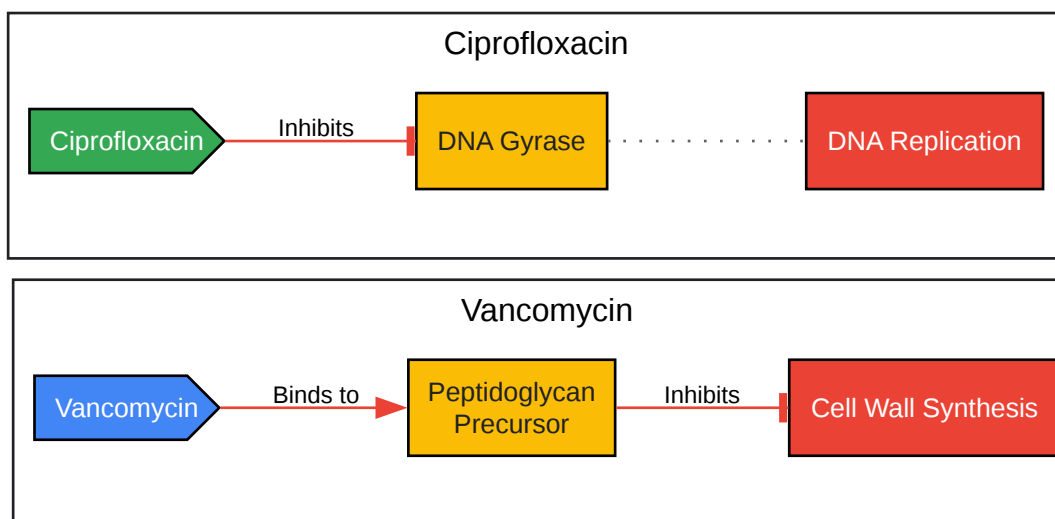 Ciprofloxacin
Ciprofloxacin
Inhibits
DNA Gyrase
DNA Replication
Vancomycin
Vancomycin
Binds to
Peptidoglycan
Precursor
Inhibits
Cell Wall Synthesis